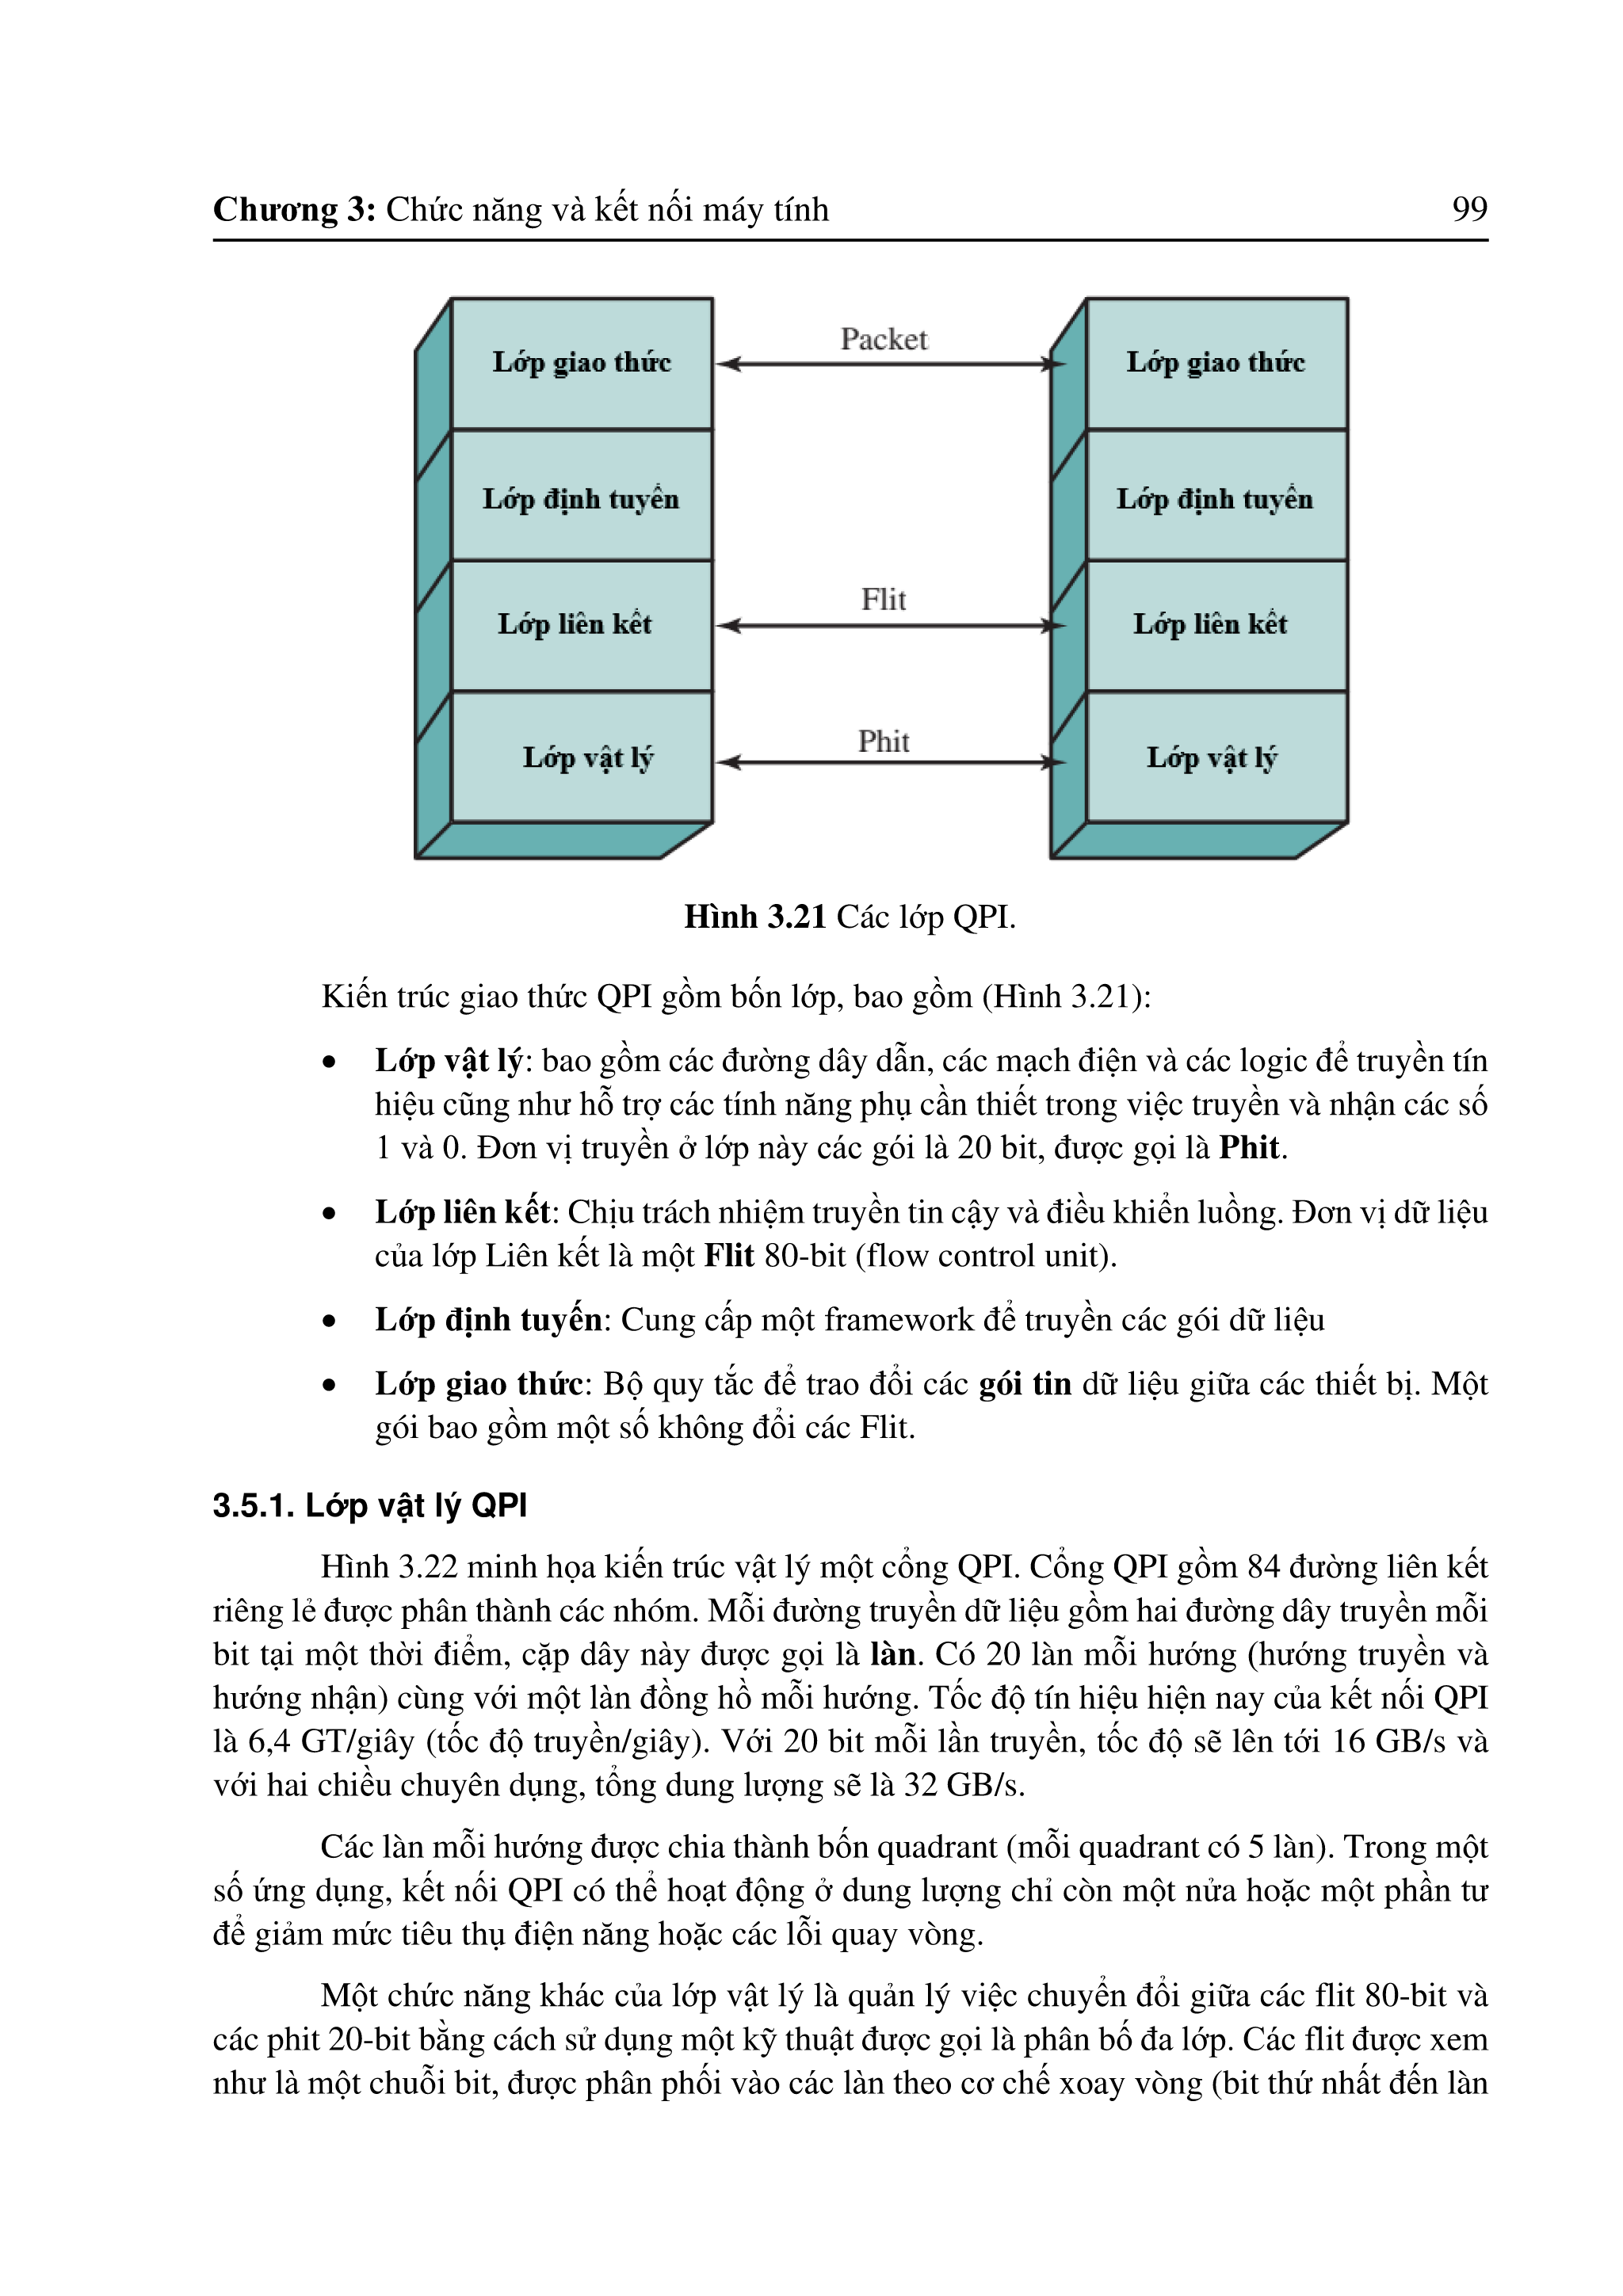 Chương 3: Chức năng và kết nối máy tính 99
Lớp giao thức Packet Lớp giao thức
Lớp định tuyến Lớp định tuyến
Lớp liên kết Flit Lớp liên kết
Lớp vật lý Phit Lớp vật lý
Hình 3.21 Các lớp QPI.
Kiến trúc giao thức QPI gồm bốn lớp, bao gồm (Hình 3.21):
• Lớp vật lý: bao gồm các đường dây dẫn, các mạch điện và các logic để truyền tín
hiệu cũng như hỗ trợ các tính năng phụ cần thiết trong việc truyền và nhận các số
1 và 0. Đơn vị truyền ở lớp này các gói là 20 bit, được gọi là Phit.
• Lớp liên kết: Chịu trách nhiệm truyền tin cậy và điều khiển luồng. Đơn vị dữ liệu
của lớp Liên kết là một Flit 80-bit (flow control unit).
• Lớp định tuyến: Cung cấp một framework để truyền các gói dữ liệu
• Lớp giao thức: Bộ quy tắc để trao đổi các gói tin dữ liệu giữa các thiết bị. Một
gói bao gồm một số không đổi các Flit.
3.5.1. Lớp vật lý QPI
Hình 3.22 minh họa kiến trúc vật lý một cổng QPI. Cổng QPI gồm 84 đường liên kết
riêng lẻ được phân thành các nhóm. Mỗi đường truyền dữ liệu gồm hai đường dây truyền mỗi
bit tại một thời điểm, cặp dây này được gọi là làn. Có 20 làn mỗi hướng (hướng truyền và
hướng nhận) cùng với một làn đồng hồ mỗi hướng. Tốc độ tín hiệu hiện nay của kết nối QPI
là 6,4 GT/giây (tốc độ truyền/giây). Với 20 bit mỗi lần truyền, tốc độ sẽ lên tới 16 GB/s và
với hai chiều chuyên dụng, tổng dung lượng sẽ là 32 GB/s.
Các làn mỗi hướng được chia thành bốn quadrant (mỗi quadrant có 5 làn). Trong một
số ứng dụng, kết nối QPI có thể hoạt động ở dung lượng chỉ còn một nửa hoặc một phần tư
để giảm mức tiêu thụ điện năng hoặc các lỗi quay vòng.
Một chức năng khác của lớp vật lý là quản lý việc chuyển đổi giữa các flit 80-bit và
các phit 20-bit bằng cách sử dụng một kỹ thuật được gọi là phân bố đa lớp. Các flit được xem
như là một chuỗi bit, được phân phối vào các làn theo cơ chế xoay vòng (bit thứ nhất đến làn